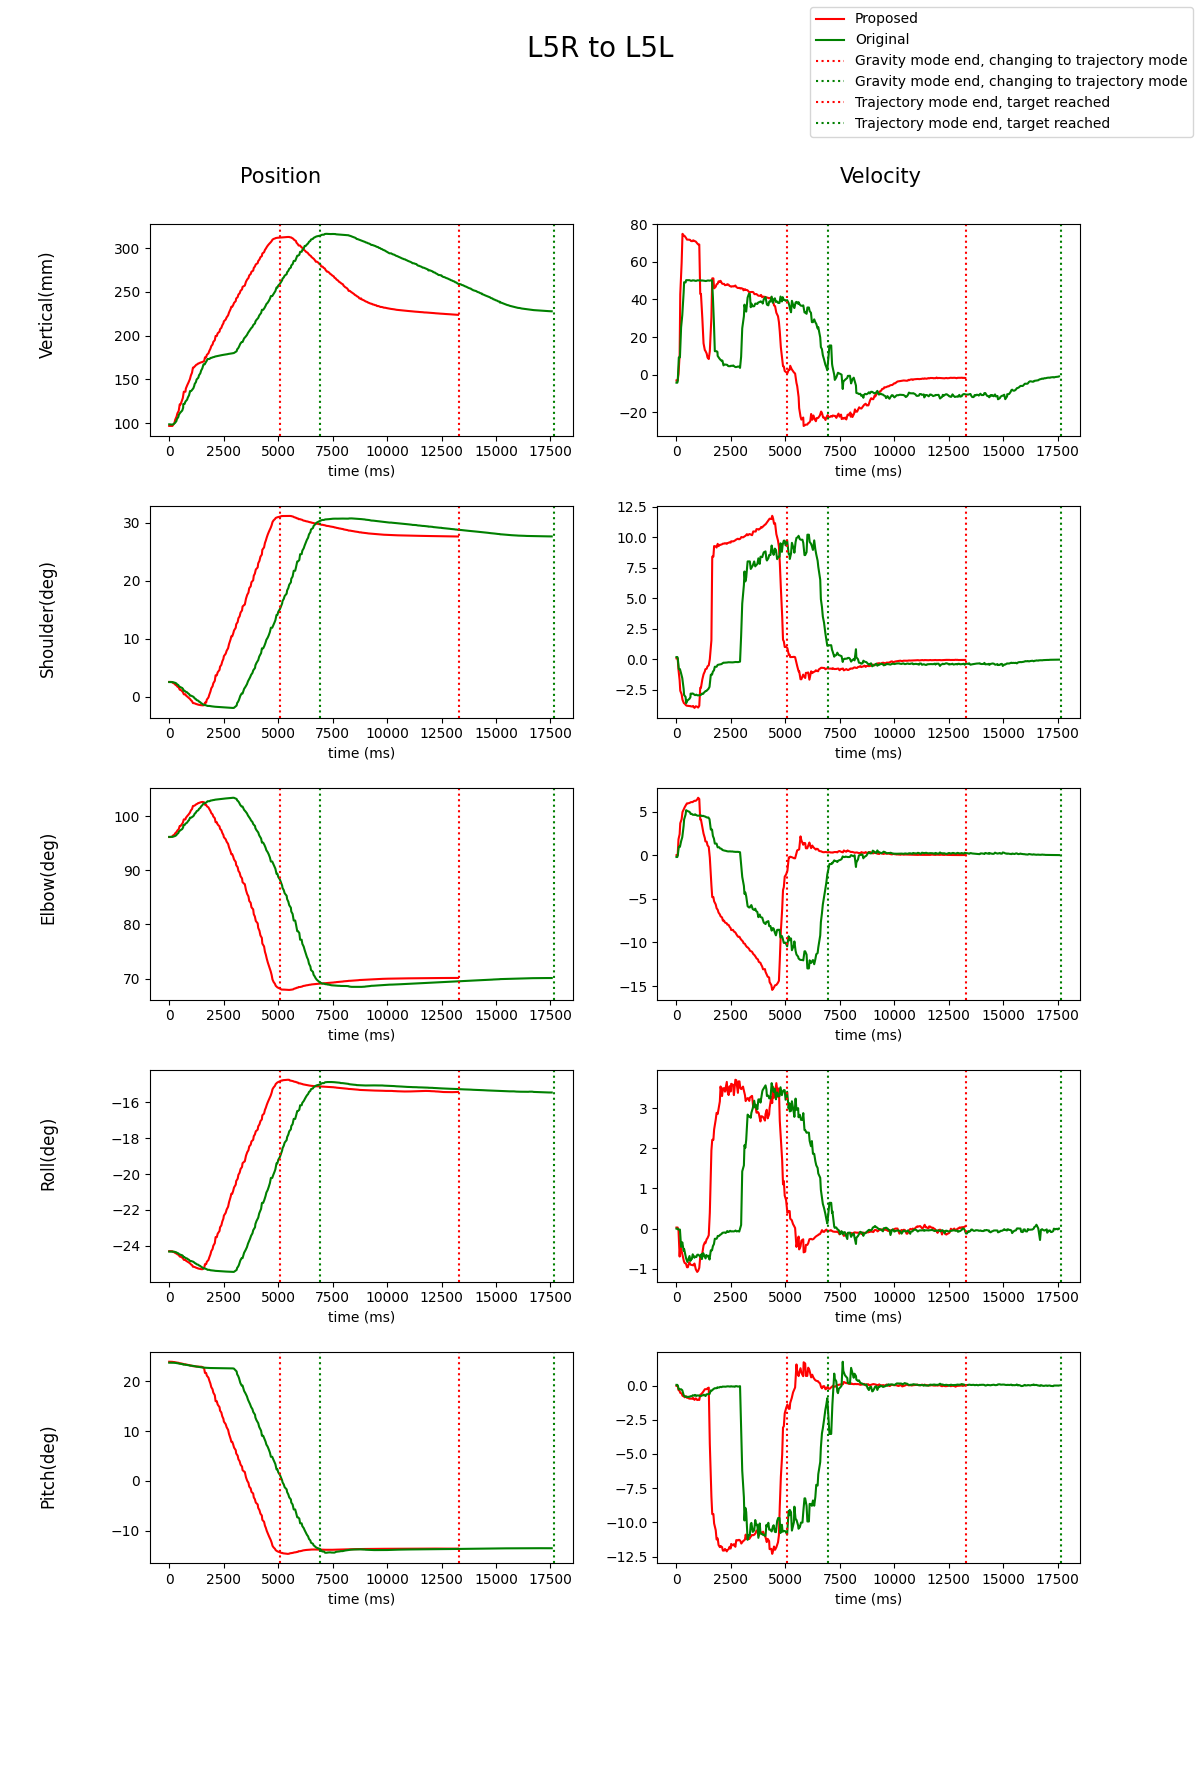 L5R to L5L
Proposed
Original
Gravity mode end, changing to trajectory mode
Gravity mode end, changing to trajectory mode
Trajectory mode end, target reached
Trajectory mode end, target reached
Position
Velocity
Vertical(mm)
300
250
200
150
100
0 2500 5000 7500 10000 12500 15000 17500
time (ms)
80
60
40
20
0
−20
0 2500 5000 7500 10000 12500 15000 17500
time (ms)
Shoulder(deg)
30
20
10
0
0 2500 5000 7500 10000 12500 15000 17500
time (ms)
12.5
10.0
7.5
5.0
2.5
0.0
−2.5
0 2500 5000 7500 10000 12500 15000 17500
time (ms)
Elbow(deg)
100
90
80
70
0 2500 5000 7500 10000 12500 15000 17500
time (ms)
5
0
−5
−10
−15
0 2500 5000 7500 10000 12500 15000 17500
time (ms)
Roll(deg)
−16
−18
−20
−22
−24
0 2500 5000 7500 10000 12500 15000 17500
time (ms)
3
2
1
0
−1
0 2500 5000 7500 10000 12500 15000 17500
time (ms)
Pitch(deg)
20
10
0
−10
0 2500 5000 7500 10000 12500 15000 17500
time (ms)
0.0
−2.5
−5.0
−7.5
−10.0
−12.5
0 2500 5000 7500 10000 12500 15000 17500
time (ms)